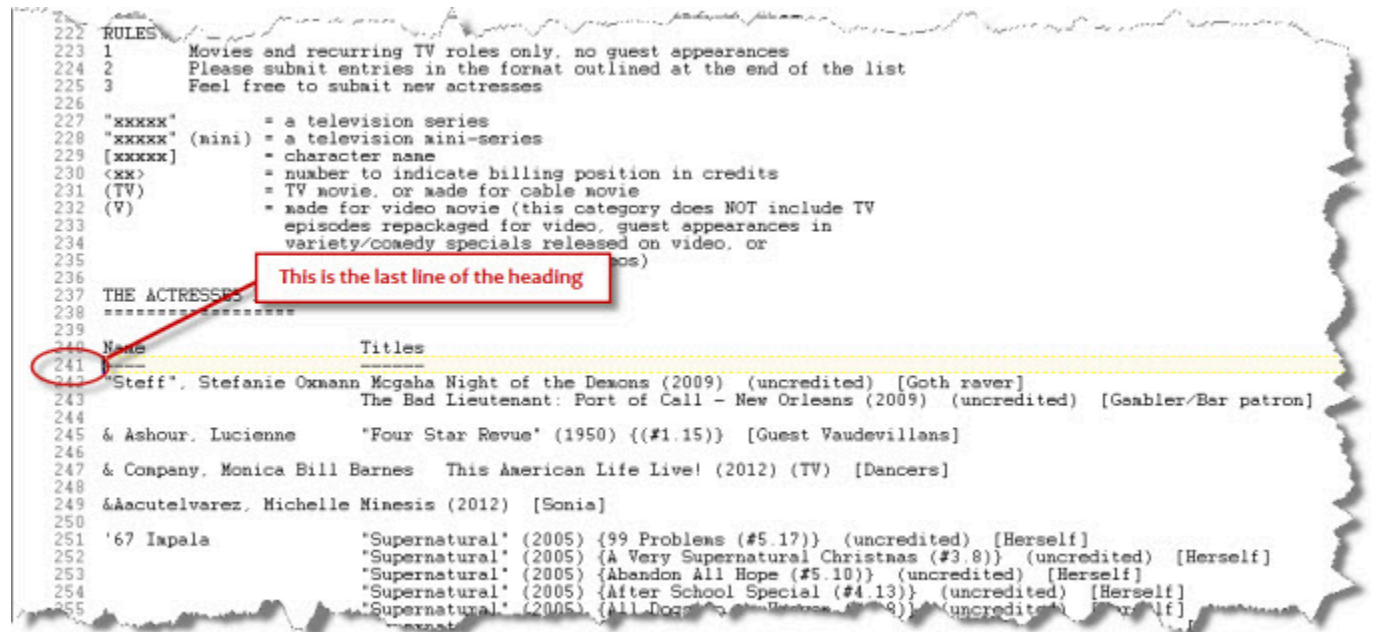 222 RULES
223 1 Movies and recurring TV roles only, no guest appearances
224 2 Please submit entries in the format outlined at the end of the list
225 3 Feel free to submit new actresses
226
227 "xxxxx" = a television series
228 "xxxxx" (mini) = a television mini-series
229 [xxxxx] = character name
230 <xx> = number to indicate billing position in credits
231 (TV) = TV movie, or made for cable movie
232 (V) = made for video movie (this category does NOT include TV
233 episodes repackaged for video, guest appearances in
234 variety/comedy specials released on video, or
235
236
This is the last line of the heading
237 THE ACTRESSES
238 ==================
239
240 Name Titles
241 ---- ------
242 "Steff", Stefanie Oxmann Mcgaha Night of the Demons (2009) (uncredited) [Goth raver]
243 The Bad Lieutenant: Port of Call - New Orleans (2009) (uncredited) [Gambler/Bar patron]
244
245 & Ashour, Lucienne "Four Star Revue" (1950) {(#1.15)} [Guest Vaudevillans]
246
247 & Company, Monica Bill Barnes This American Life Live! (2012) (TV) [Dancers]
248
249 &Aacutelvarez, Michelle Mimesis (2012) [Sonia]
250
251 '67 Impala "Supernatural" (2005) {99 Problems (#5.17)} (uncredited) [Herself]
252 "Supernatural" (2005) {A Very Supernatural Christmas (#3.8)} (uncredited) [Herself]
253 "Supernatural" (2005) {Abandon All Hope (#5.10)} (uncredited) [Herself]
254 "Supernatural" (2005) {After School Special (#4.13)} (uncredited) [Herself]
255 "Supernatural" (2005) {All Dogs